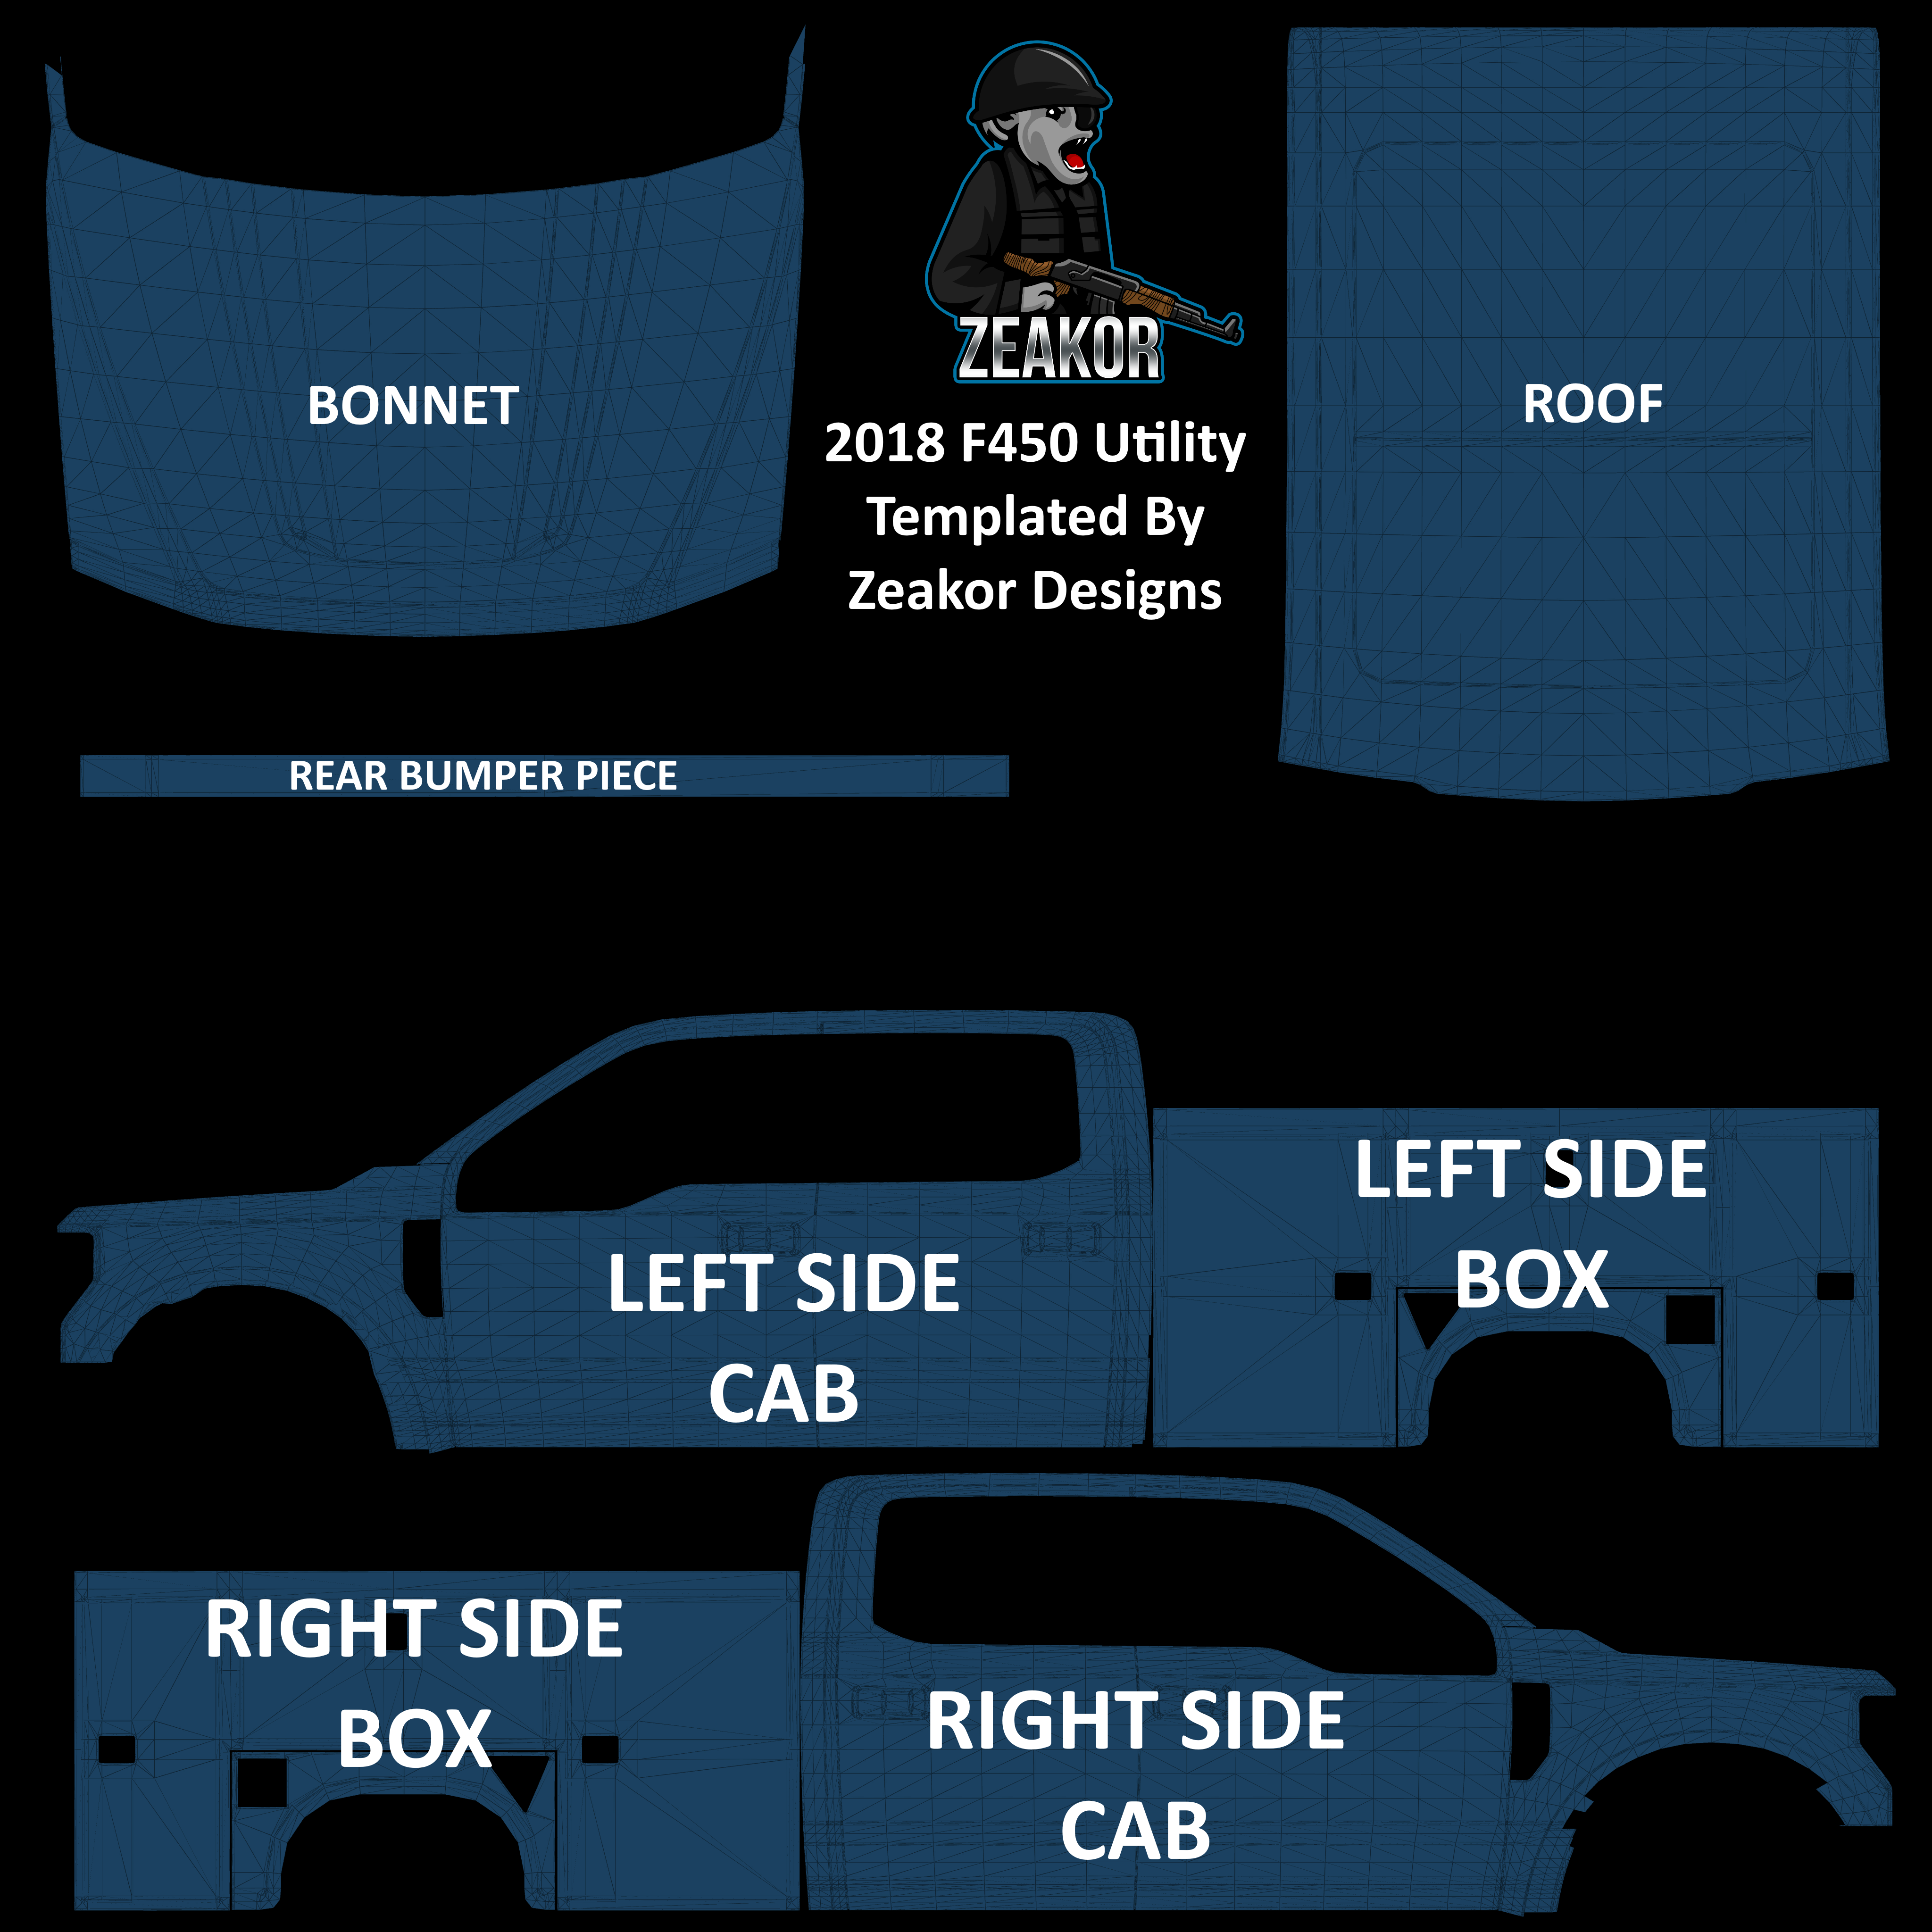 ZEAKOR
2018 F450 Utility
Templated By
Zeakor Designs
BONNET
ROOF
REAR BUMPER PIECE
LEFT SIDE
CAB
LEFT SIDE
BOX
RIGHT SIDE
BOX
RIGHT SIDE
CAB